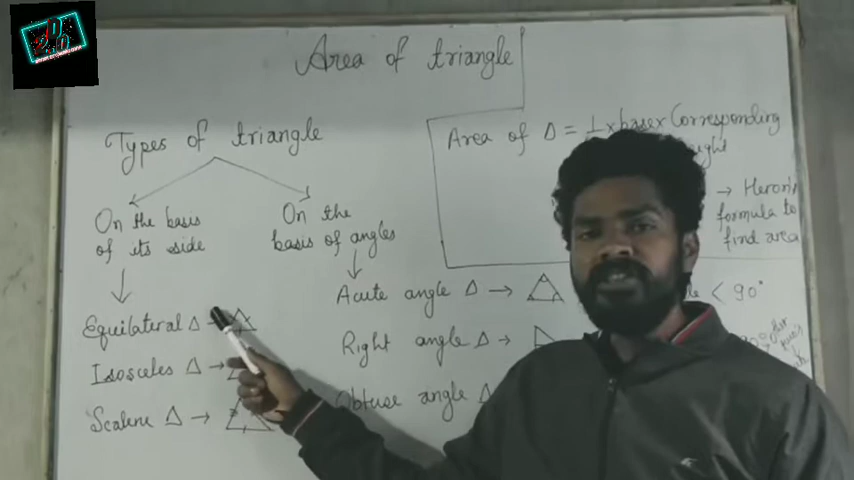 Area of triangle
Types of triangle
On the basis
of its side
On the
basis of angles
Equilateral Δ →
Isosceles Δ →
Scalene Δ →
Acute angle Δ →
Right angle Δ →
Obtuse angle Δ
Area of Δ = 1/2 x base x Corresponding
→ Heron's
formula to
find area
< 90°